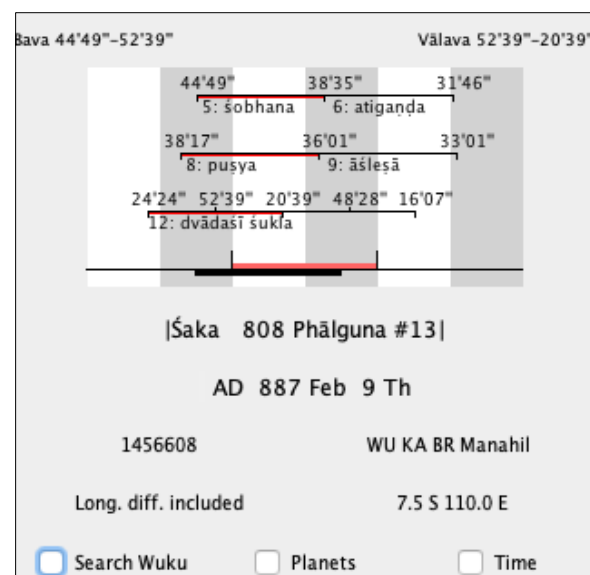 Bava 44'49"–52'39" Vālava 52'39"–20'39"
44'49" 38'35" 31'46"
5: śobhana 6: atigaṇḍa
38'17" 36'01" 33'01"
8: puṣya 9: āśleṣā
24'24" 52'39" 20'39" 48'28" 16'07"
12: dvādaśī śukla
|Śaka 808 Phālguna #13|
AD 887 Feb 9 Th
1456608 WU KA BR Manahil
Long. diff. included 7.5 S 110.0 E
Search Wuku Planets Time